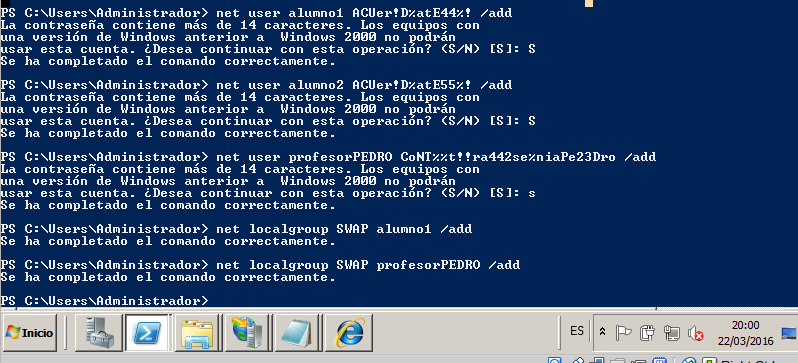 PS C:\Users\Administrador> net user alumno1 ACUer!D%atE44%! /add
La contraseña contiene más de 14 caracteres. Los equipos con
una versión de Windows anterior a  Windows 2000 no podrán
usar esta cuenta. ¿Desea continuar con esta operación? (S/N) [S]: S
Se ha completado el comando correctamente.
PS C:\Users\Administrador> net user alumno2 ACUer!D%atE55%! /add
La contraseña contiene más de 14 caracteres. Los equipos con
una versión de Windows anterior a  Windows 2000 no podrán
usar esta cuenta. ¿Desea continuar con esta operación? (S/N) [S]: S
Se ha completado el comando correctamente.
PS C:\Users\Administrador> net user profesorPEDRO CoNT%%t!!ra442se%niaPe23Dro /add
La contraseña contiene más de 14 caracteres. Los equipos con
una versión de Windows anterior a  Windows 2000 no podrán
usar esta cuenta. ¿Desea continuar con esta operación? (S/N) [S]: s
Se ha completado el comando correctamente.
PS C:\Users\Administrador> net localgroup SWAP alumno1 /add
Se ha completado el comando correctamente.
PS C:\Users\Administrador> net localgroup SWAP profesorPEDRO /add
Se ha completado el comando correctamente.
PS C:\Users\Administrador>
Inicio
ES
20:00
22/03/2016